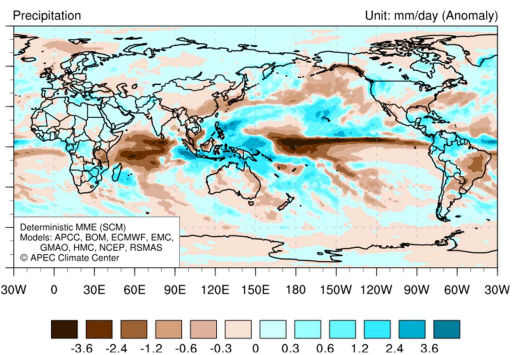 Precipitation
Unit: mm/day (Anomaly)
Deterministic MME (SCM)
Models: APCC, BOM, ECMWF, EMC,
GMAO, HMC, NCEP, RSMAS
© APEC Climate Center
30W 0 30E 60E 90E 120E 150E 180 150W 120W 90W 60W 30W
-3.6 -2.4 -1.2 -0.6 -0.3 0 0.3 0.6 1.2 2.4 3.6